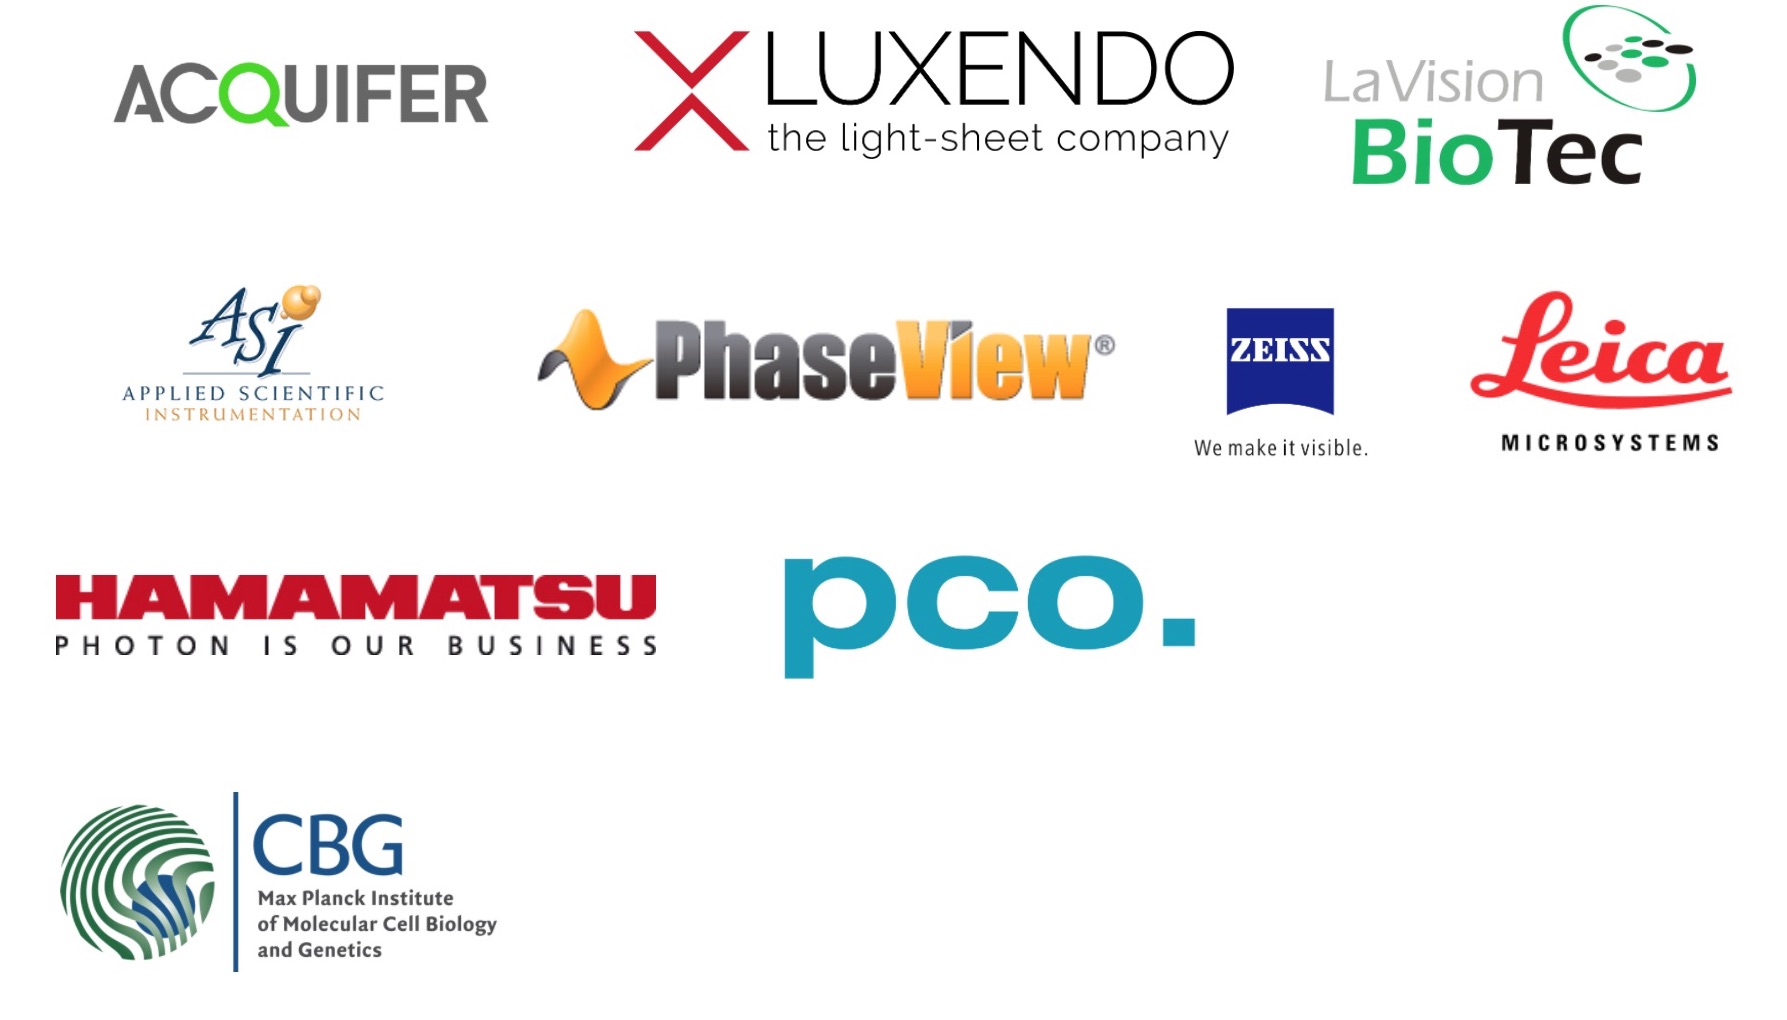 ACQUIFER
LUXENDO
the light-sheet company
LaVision
BioTec
ASI
APPLIED SCIENTIFIC
INSTRUMENTATION
PhaseView®
ZEISS
We make it visible.
Leica
MICROSYSTEMS
HAMAMATSU
PHOTON IS OUR BUSINESS
pco.
CBG
Max Planck Institute
of Molecular Cell Biology
and Genetics